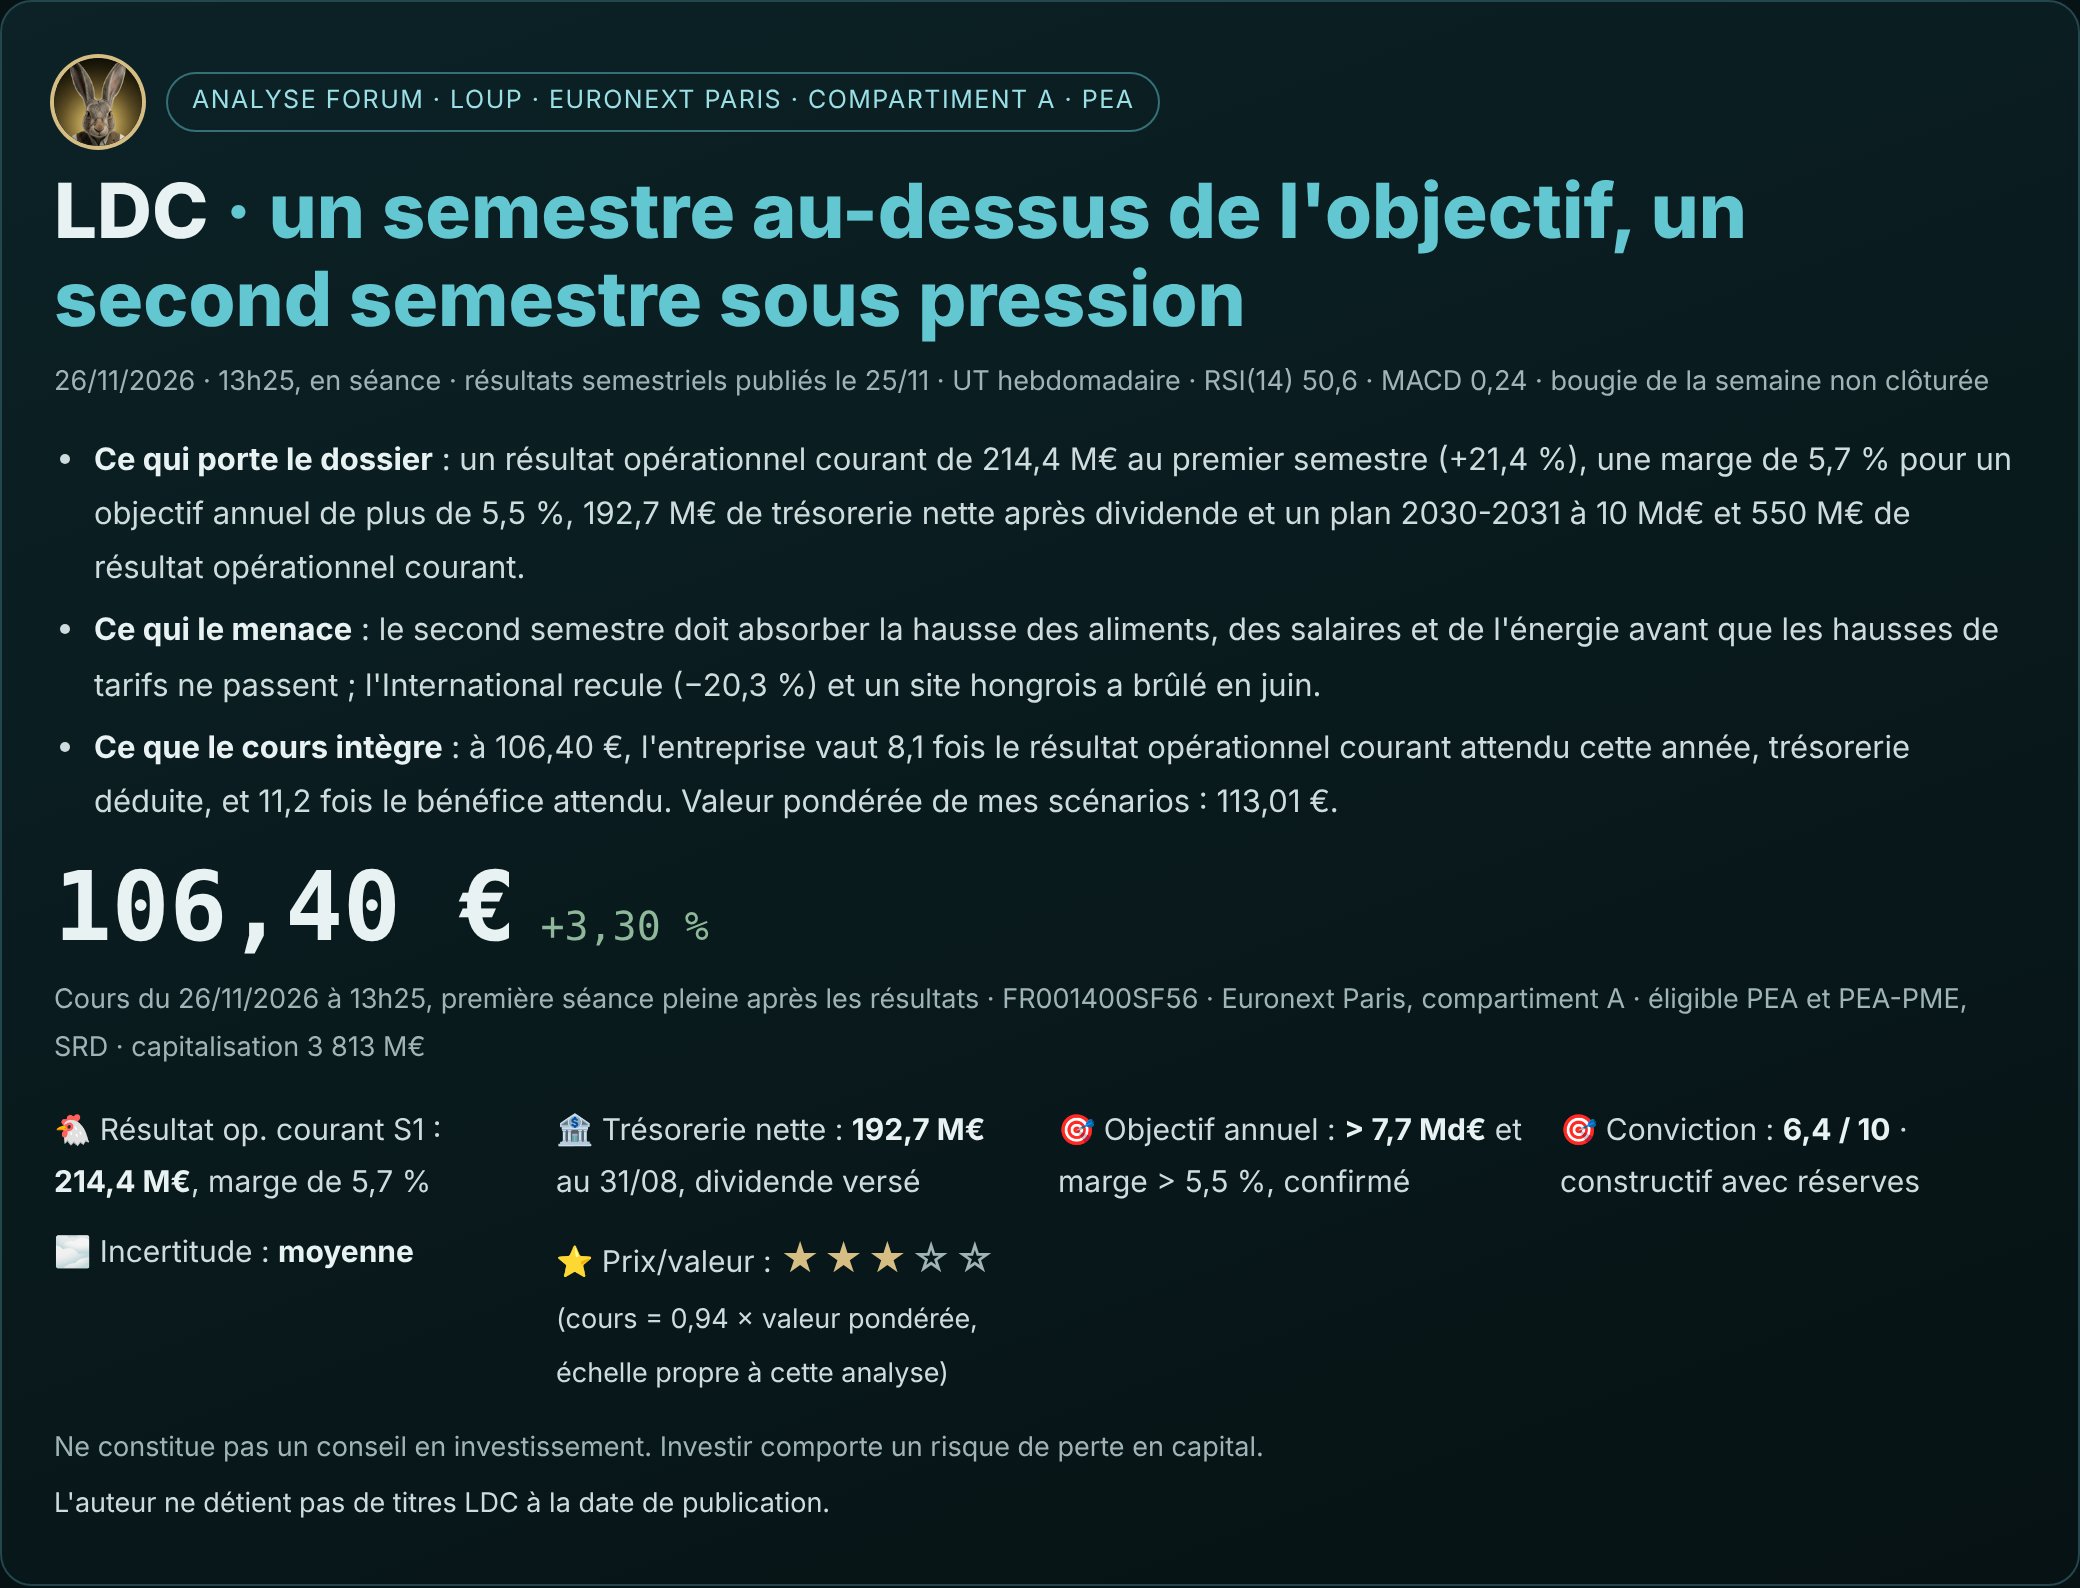 ANALYSE FORUM · LOUP · EURONEXT PARIS · COMPARTIMENT A · PEA
LDC · un semestre au-dessus de l'objectif, un
second semestre sous pression
26/11/2026 · 13h25, en séance · résultats semestriels publiés le 25/11 · UT hebdomadaire · RSI(14) 50,6 · MACD 0,24 · bougie de la semaine non clôturée
• Ce qui porte le dossier : un résultat opérationnel courant de 214,4 M€ au premier semestre (+21,4 %), une marge de 5,7 % pour un
objectif annuel de plus de 5,5 %, 192,7 M€ de trésorerie nette après dividende et un plan 2030-2031 à 10 Md€ et 550 M€ de
résultat opérationnel courant.
• Ce qui le menace : le second semestre doit absorber la hausse des aliments, des salaires et de l'énergie avant que les hausses de
tarifs ne passent ; l'International recule (−20,3 %) et un site hongrois a brûlé en juin.
• Ce que le cours intègre : à 106,40 €, l'entreprise vaut 8,1 fois le résultat opérationnel courant attendu cette année, trésorerie
déduite, et 11,2 fois le bénéfice attendu. Valeur pondérée de mes scénarios : 113,01 €.
106,40 € +3,30 %
Cours du 26/11/2026 à 13h25, première séance pleine après les résultats · FR001400SF56 · Euronext Paris, compartiment A · éligible PEA et PEA-PME,
SRD · capitalisation 3 813 M€
🐔 Résultat op. courant S1 :
214,4 M€, marge de 5,7 %
🏦 Trésorerie nette : 192,7 M€
au 31/08, dividende versé
🎯 Objectif annuel : > 7,7 Md€ et
marge > 5,5 %, confirmé
🎯 Conviction : 6,4 / 10 ·
constructif avec réserves
🌫️ Incertitude : moyenne
⭐ Prix/valeur : ★★★☆☆
(cours = 0,94 × valeur pondérée,
échelle propre à cette analyse)
Ne constitue pas un conseil en investissement. Investir comporte un risque de perte en capital.
L'auteur ne détient pas de titres LDC à la date de publication.